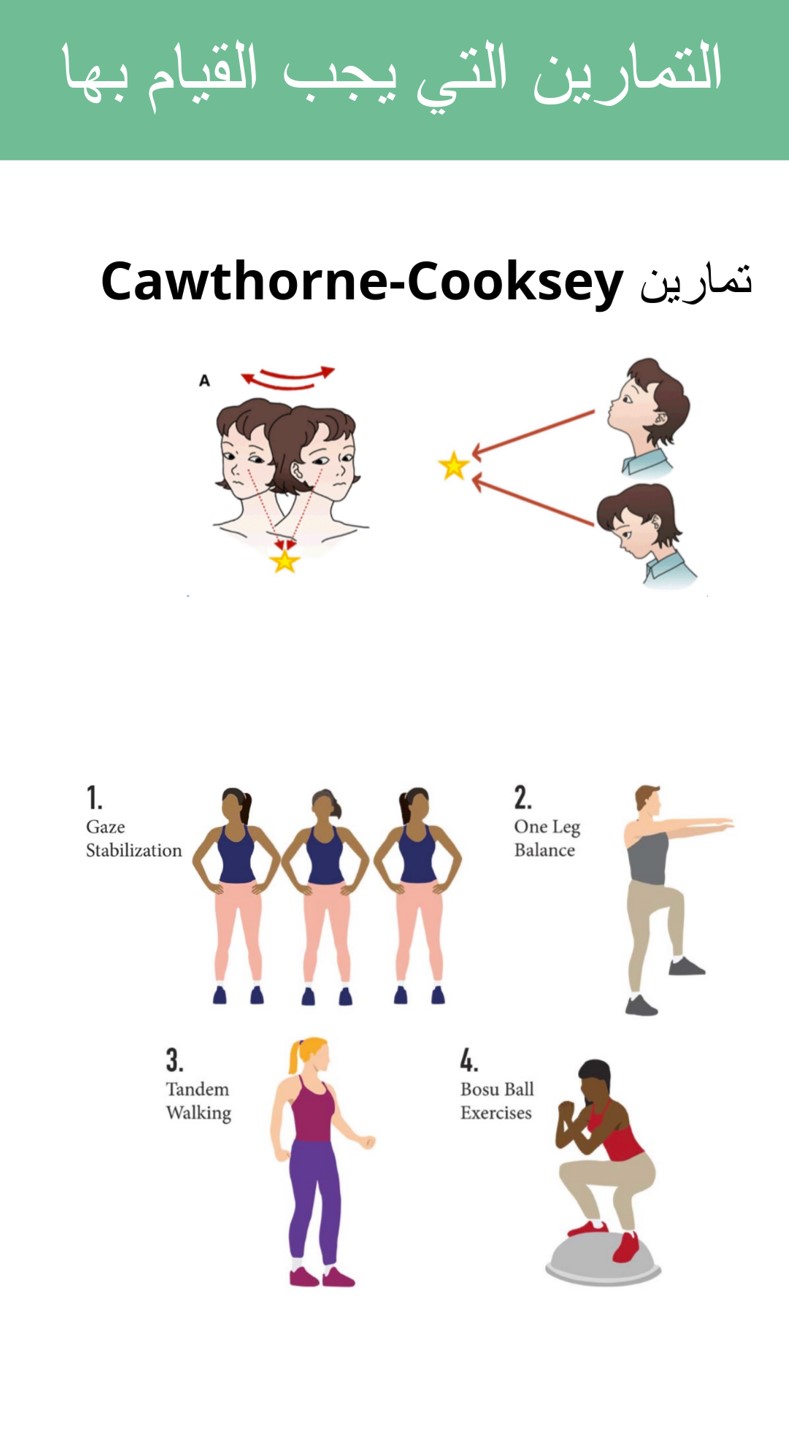 التمارين التي يجب القيام بها
تمارين Cawthorne-Cooksey
A
1.
Gaze
Stabilization
2.
One Leg
Balance
3.
Tandem
Walking
4.
Bosu Ball
Exercises